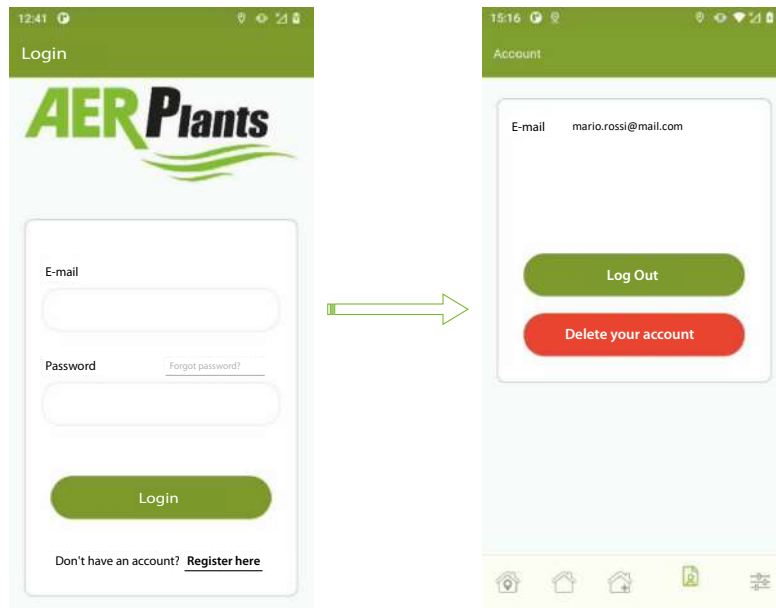 12:41
Login
AER Plants
E-mail
Password
Forgot password?
Login
Don't have an account? Register here
15:16
Account
E-mail mario.rossi@mail.com
Log Out
Delete your account